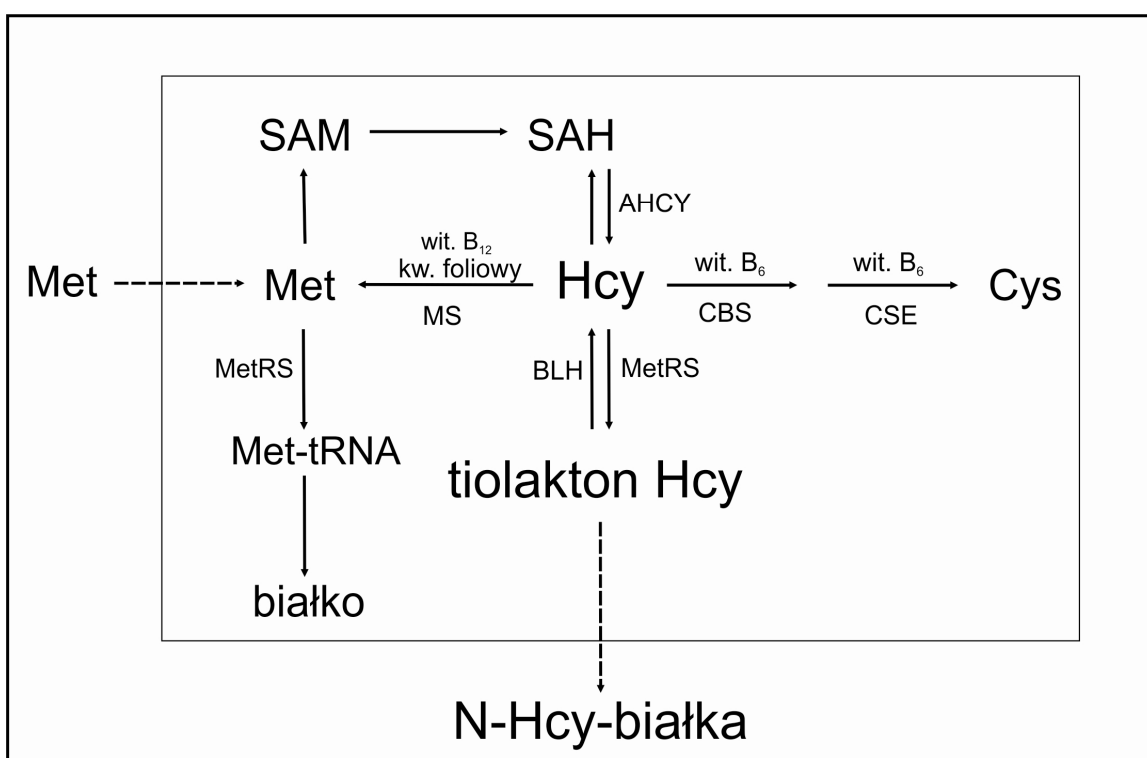 SAM SAH
AHCY
wit. B₁₂
kw. foliowy
wit. B₆ wit. B₆
Met Met Hcy Cys
MS CBS CSE
MetRS BLH MetRS
Met-tRNA
tiolakton Hcy
białko
N-Hcy-białka